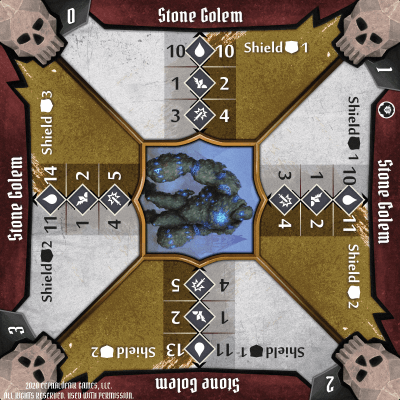 Stone Golem
0
10 10 Shield 1
1 2
3 4
Stone Golem
1
Shield 1 10 11 Shield 2
1 2
3 4
Stone Golem
2
Shield 1 11 13 Shield 2
1 2
4 5
Stone Golem
3
Shield 2 11 14 Shield 3
1 2
4 5
2020 CEPHALOFAIR GAMES, LLC.
ALL RIGHTS RESERVED. USED WITH PERMISSION.